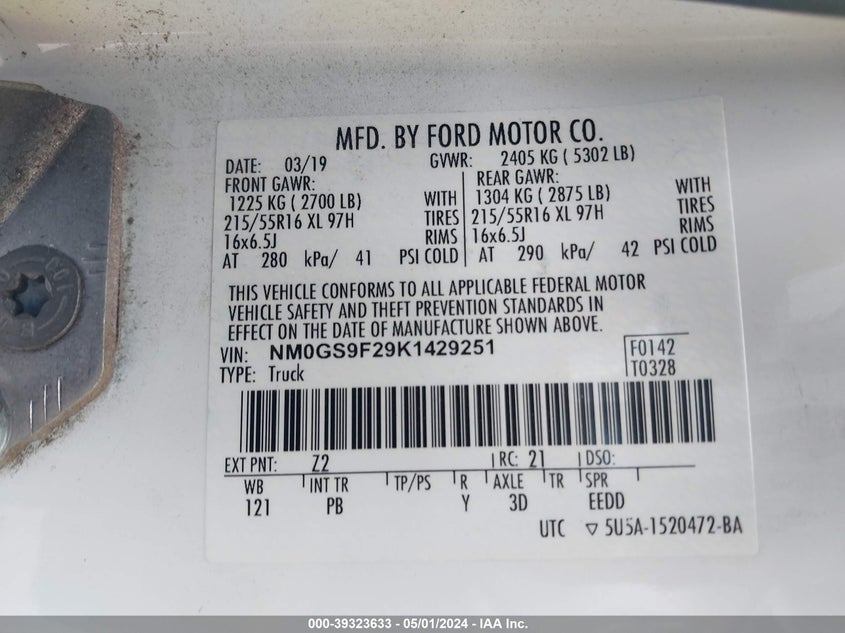 MFD. BY FORD MOTOR CO.
DATE: 03/19 GVWR: 2405 KG ( 5302 LB)
FRONT GAWR: REAR GAWR:
1225 KG ( 2700 LB) WITH 1304 KG ( 2875 LB) WITH
215/55R16 XL 97H TIRES 215/55R16 XL 97H TIRES
16x6.5J RIMS 16x6.5J RIMS
AT 280 kPa/ 41 PSI COLD AT 290 kPa/ 42 PSI COLD
THIS VEHICLE CONFORMS TO ALL APPLICABLE FEDERAL MOTOR
VEHICLE SAFETY AND THEFT PREVENTION STANDARDS IN
EFFECT ON THE DATE OF MANUFACTURE SHOWN ABOVE.
VIN: NM0GS9F29K1429251 F0142
TYPE: Truck T0328
EXT PNT: Z2 RC: 21 DSO:
WB INT TR TP/PS R AXLE TR SPR
121 PB Y 3D EEDD
UTC ▽ 5U5A-1520472-BA
000-39323633 - 05/01/2024 - IAA Inc.